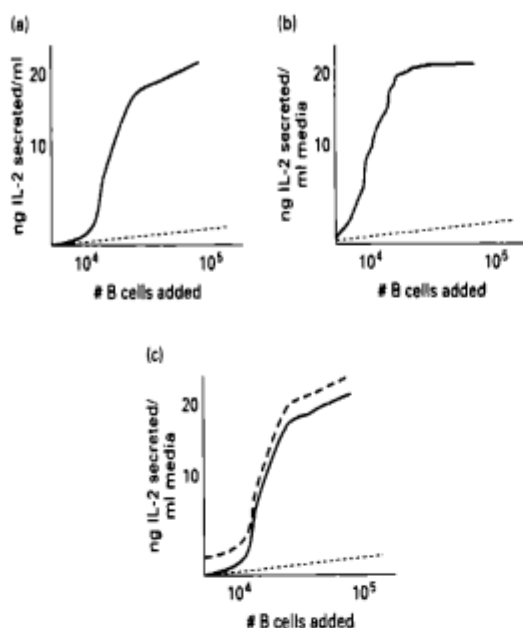 (a)
ng IL-2 secreted/ml
20
10
10⁴
10⁵
# B cells added
(b)
ng IL-2 secreted/
ml media
20
10
10⁴
10⁵
# B cells added
(c)
ng IL-2 secreted/
ml media
20
10
10⁴
10⁵
# B cells added